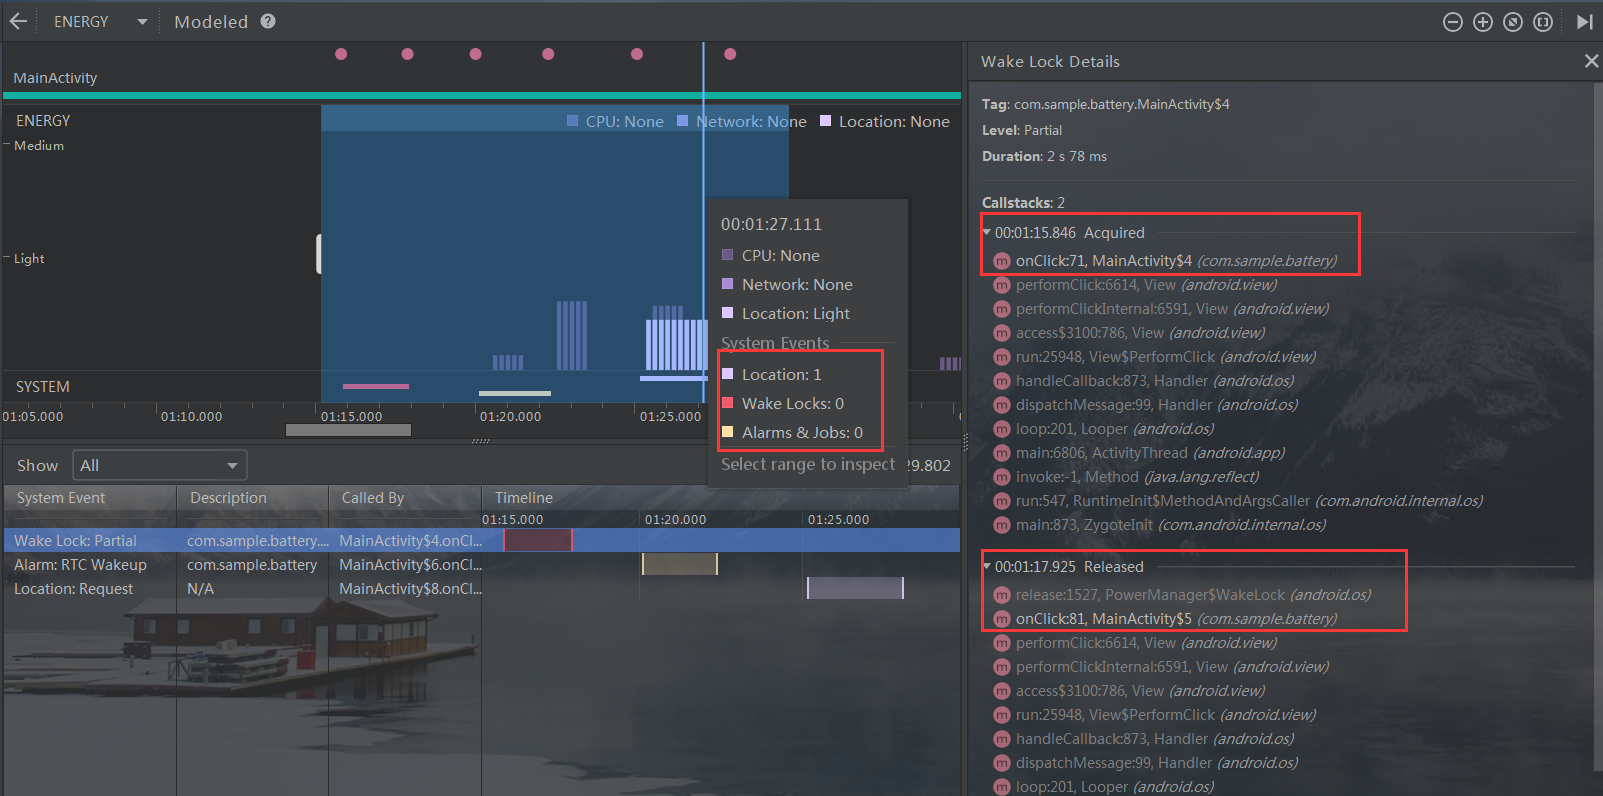 ENERGY
Modeled
?
MainActivity
ENERGY
CPU: None
Network: None
Location: None
Medium
Light
SYSTEM
01:05.000
01:10.000
01:15.000
01:20.000
01:25.000
00:01:27.111
CPU: None
Network: None
Location: Light
System Events
Location: 1
Wake Locks: 0
Alarms & Jobs: 0
Select range to inspect
29.802
Show
All
System Event
Description
Called By
Timeline
01:15.000
01:20.000
01:25.000
Wake Lock: Partial
com.sample.battery....
MainActivity$4.onCl...
Alarm: RTC Wakeup
com.sample.battery
MainActivity$6.onCl...
Location: Request
N/A
MainActivity$8.onCl...
Wake Lock Details
Tag: com.sample.battery.MainActivity$4
Level: Partial
Duration: 2 s 78 ms
Callstacks: 2
00:01:15.846 Acquired
m onClick:71, MainActivity$4 (com.sample.battery)
m performClick:6614, View (android.view)
m performClickInternal:6591, View (android.view)
m access$3100:786, View (android.view)
m run:25948, View$PerformClick (android.view)
m handleCallback:873, Handler (android.os)
m dispatchMessage:99, Handler (android.os)
m loop:201, Looper (android.os)
m main:6806, ActivityThread (android.app)
m invoke:-1, Method (java.lang.reflect)
m run:547, RuntimeInit$MethodAndArgsCaller (com.android.internal.os)
m main:873, ZygoteInit (com.android.internal.os)
00:01:17.925 Released
m release:1527, PowerManager$WakeLock (android.os)
m onClick:81, MainActivity$5 (com.sample.battery)
m performClick:6614, View (android.view)
m performClickInternal:6591, View (android.view)
m access$3100:786, View (android.view)
m run:25948, View$PerformClick (android.view)
m handleCallback:873, Handler (android.os)
m dispatchMessage:99, Handler (android.os)
m loop:201, Looper (android.os)